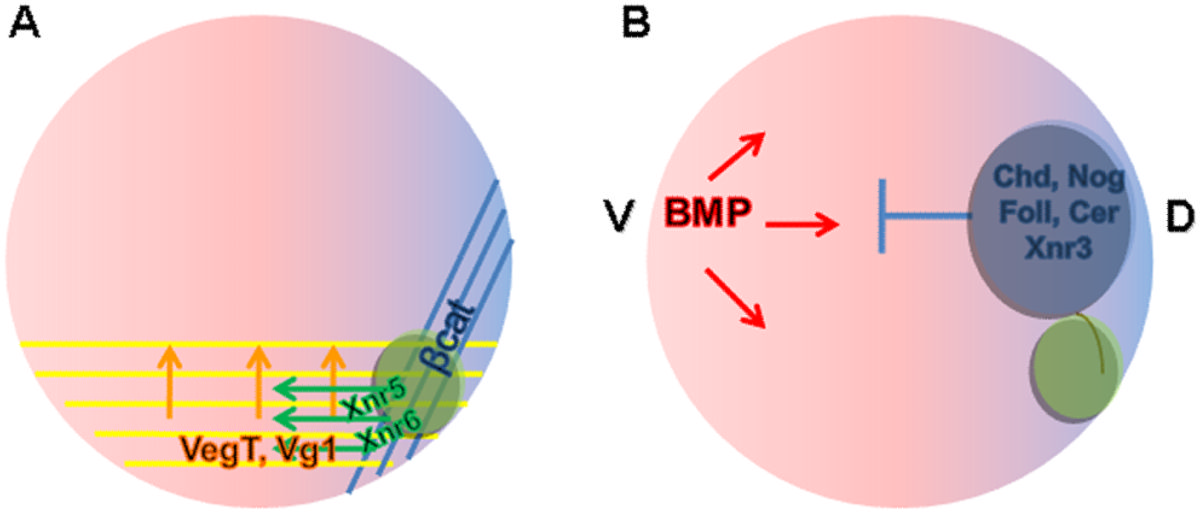 A
βcat
Xnr5
Xnr6
VegT, Vg1
B
V
BMP
Chd, Nog
Foll, Cer
Xnr3
D